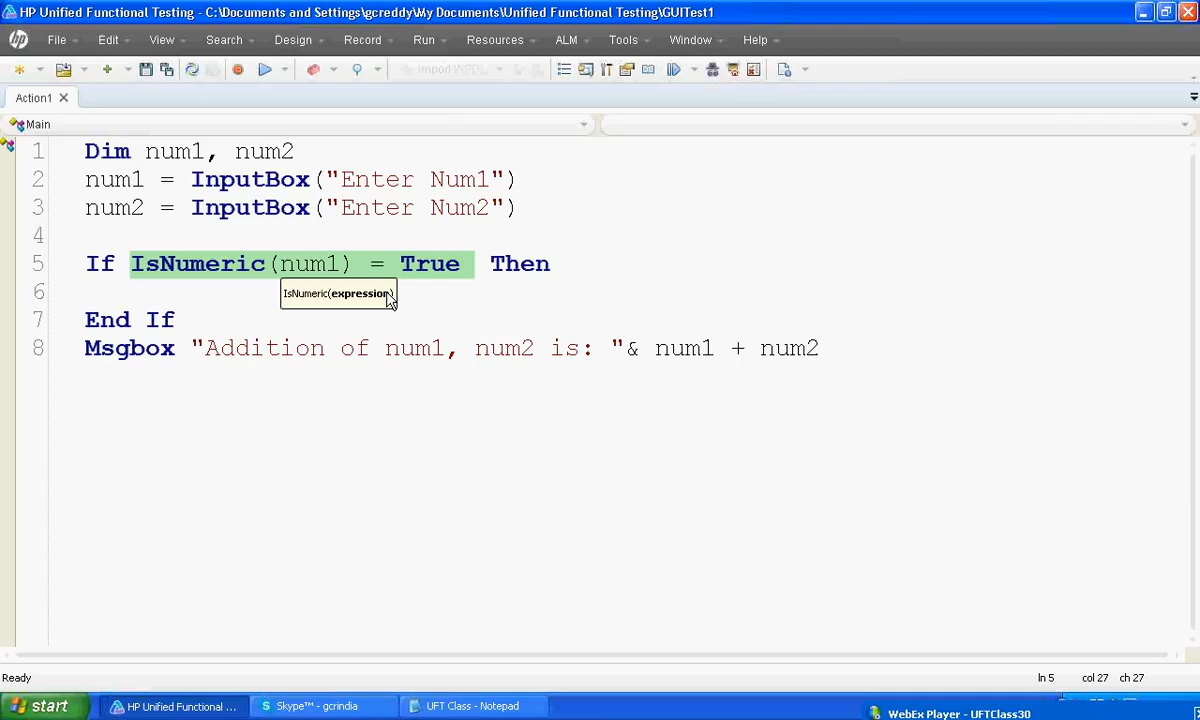 HP Unified Functional Testing - C:\Documents and Settings\gcreddy\My Documents\Unified Functional Testing\GUITest1
hp File Edit View Search Design Record Run Resources ALM Tools Window Help
Action1
Main
1 Dim num1, num2
2 num1 = InputBox("Enter Num1")
3 num2 = InputBox("Enter Num2")
4
5 If IsNumeric(num1) = True Then
6 IsNumeric(expression)
7 End If
8 Msgbox "Addition of num1, num2 is: "& num1 + num2
Ready ln 5 col 27 ch 27
start HP Unified Functional ... Skype™ - gcrindia UFT Class - Notepad WebEx Player - UFTClass30